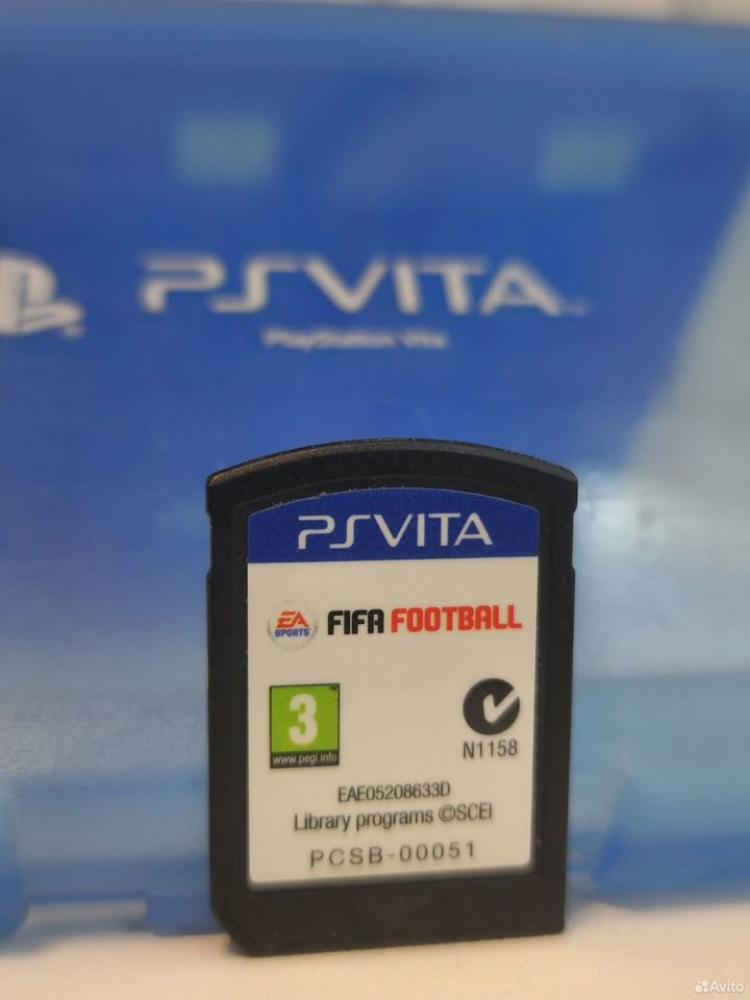 PSVITA
PlayStation Vita
PSVITA
EA
SPORTS
FIFA FOOTBALL
3
www.pegi.info
N1158
EAE05208633D
Library programs ©SCEI
PCSB-00051
Avito